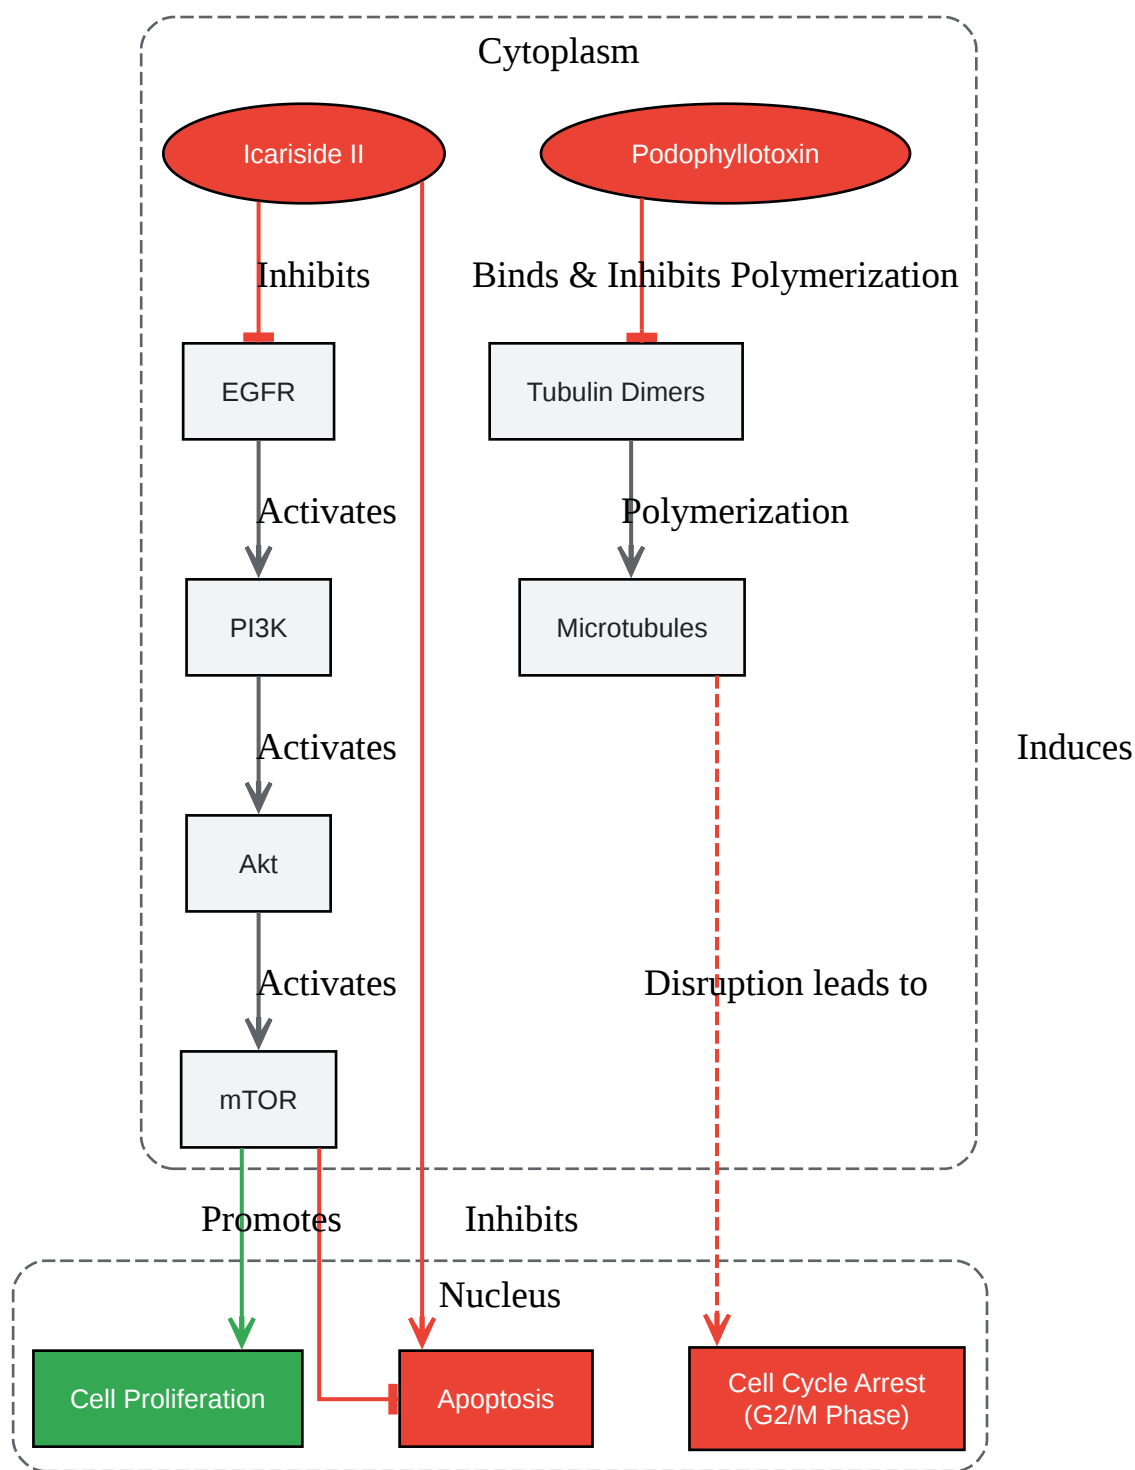 Cytoplasm
Icariside II
Podophyllotoxin
Inhibits
Binds & Inhibits Polymerization
EGFR
Tubulin Dimers
Activates
Polymerization
PI3K
Microtubules
Activates
Induces
Akt
Activates
Disruption leads to
mTOR
Promotes
Inhibits
Nucleus
Cell Proliferation
Apoptosis
Cell Cycle Arrest
(G2/M Phase)